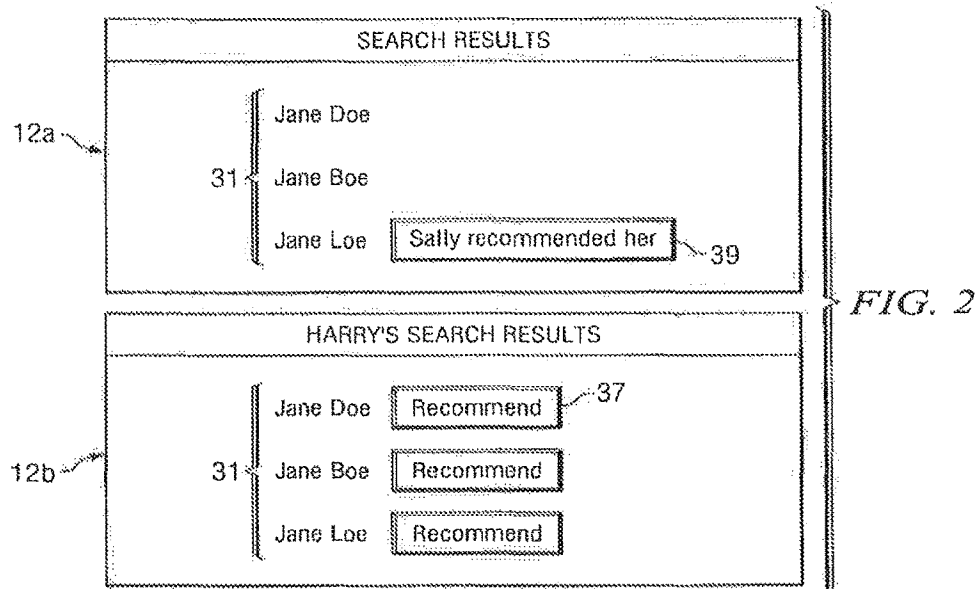 SEARCH RESULTS
Jane Doe
12a
31 Jane Boe
Jane Loe Sally recommended her 39
FIG. 2
HARRY'S SEARCH RESULTS
Jane Doe Recommend 37
12b
31 Jane Boe Recommend
Jane Loe Recommend